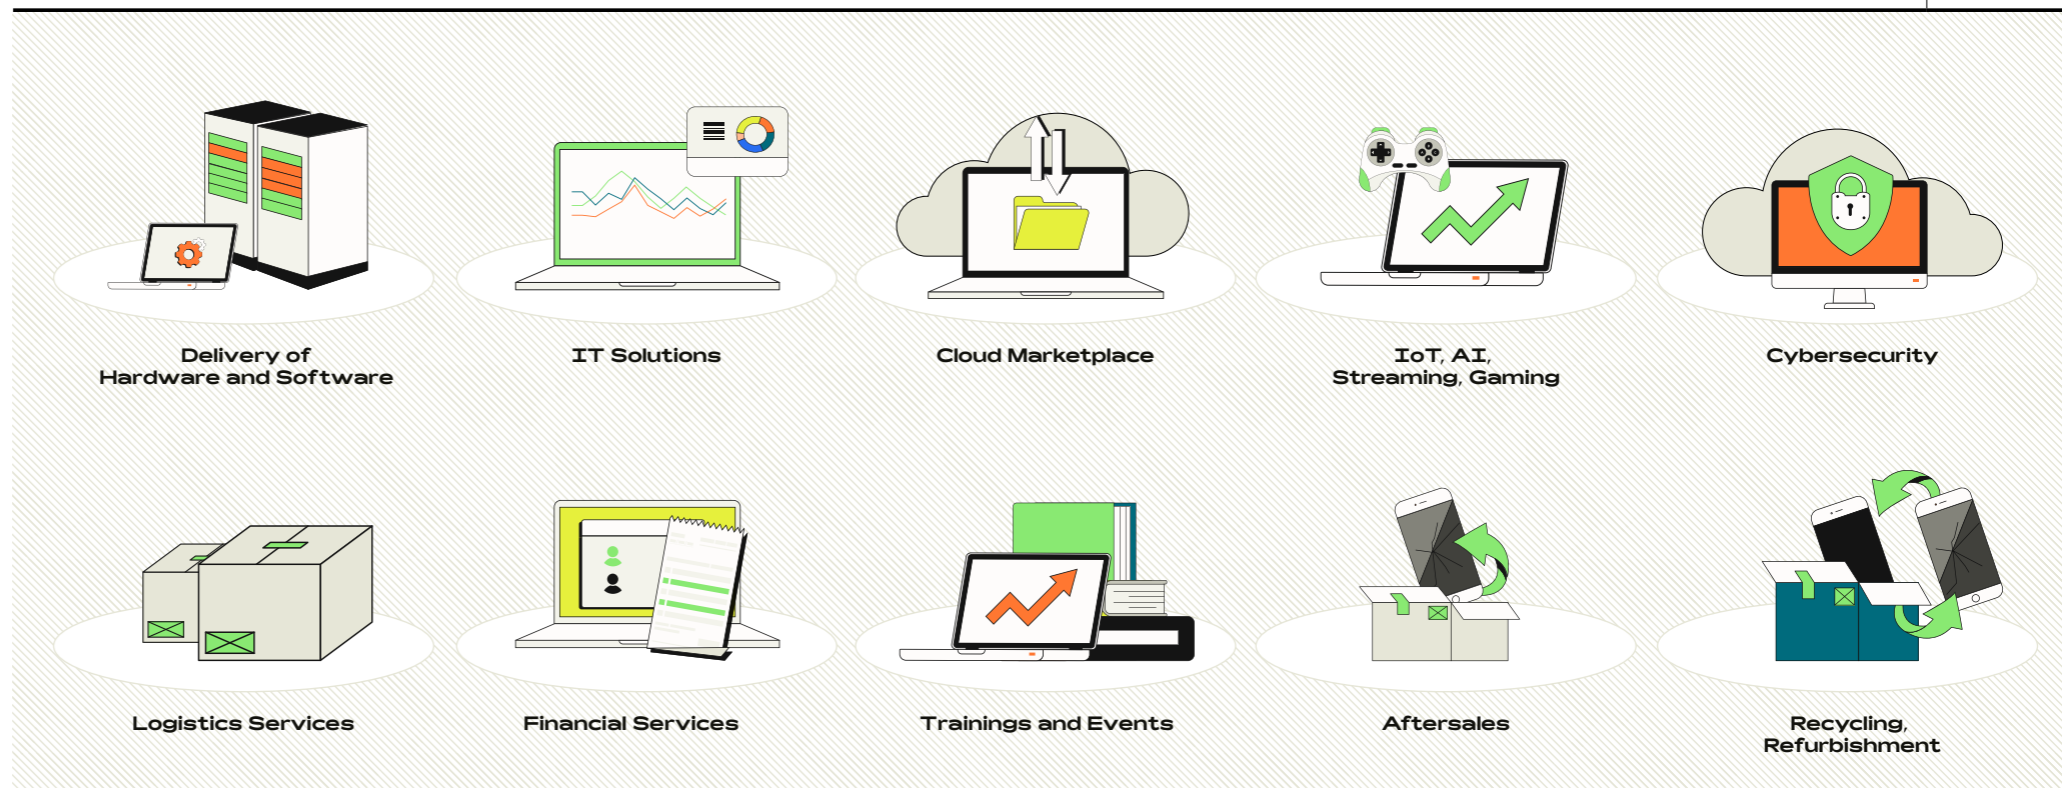 Delivery of
Hardware and Software
IT Solutions
Cloud Marketplace
IoT, AI,
Streaming, Gaming
Cybersecurity
Logistics Services
Financial Services
Trainings and Events
Aftersales
Recycling,
Refurbishment